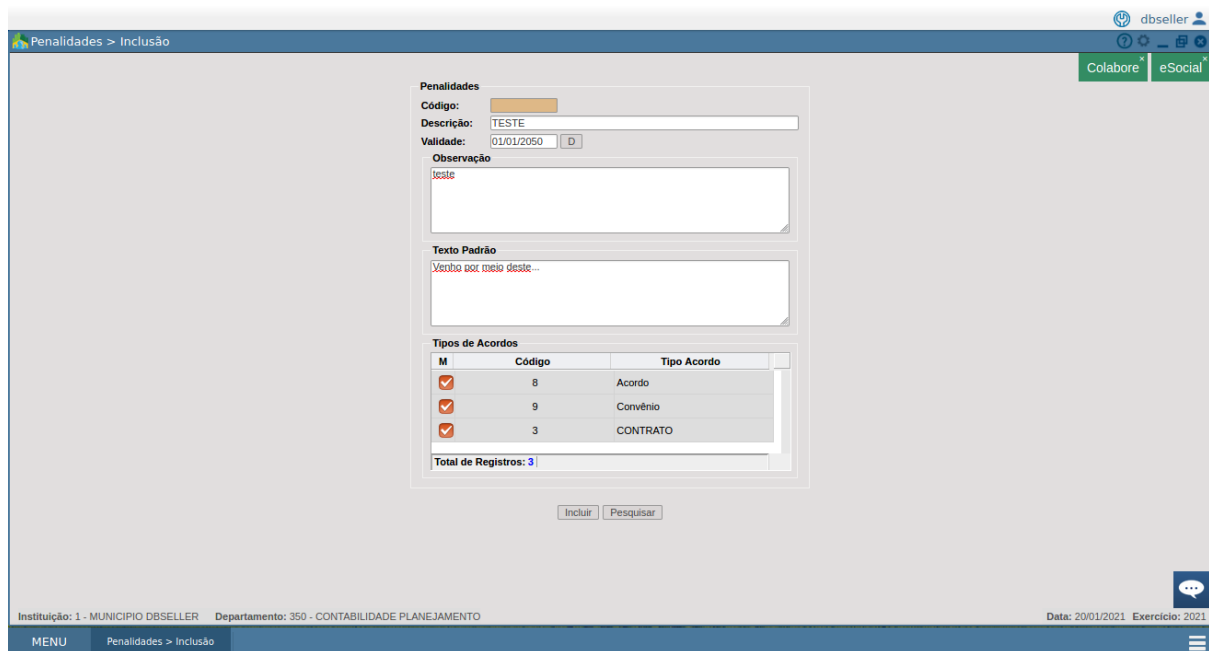 dbseller
Penalidades > Inclusão
Colabore × eSocial ×
Penalidades
Código:
Descrição: TESTE
Validade: 01/01/2050 D
Observação
teste
Texto Padrão
Venho por meio deste...
Tipos de Acordos
M Código Tipo Acordo
8 Acordo
9 Convênio
3 CONTRATO
Total de Registros: 3
Incluir Pesquisar
Instituição: 1 - MUNICIPIO DBSELLER Departamento: 350 - CONTABILIDADE PLANEJAMENTO Data: 20/01/2021 Exercício: 2021
MENU Penalidades > Inclusão